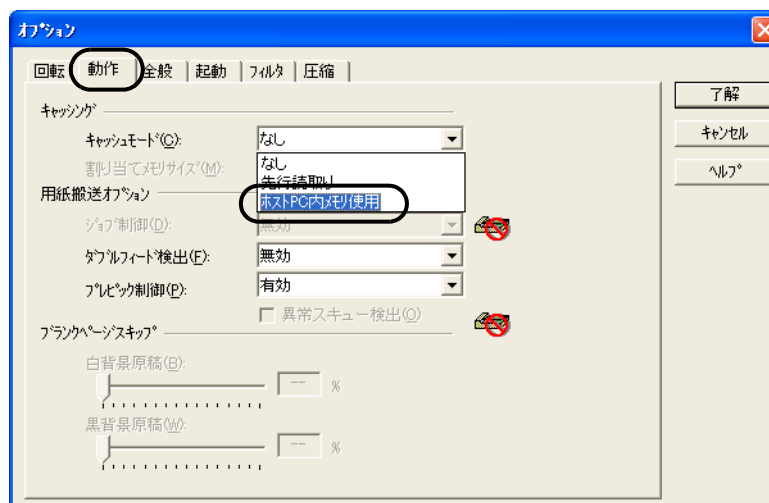 オプション
回転 動作 全般 起動 フィルタ 圧縮
了解
キャンセル
ヘルプ
キャッシング
キャッシュモード(C): なし
なし
先行読取り
ホストPC内メモリ使用
割り当てメモリサイズ(M):
用紙搬送オプション
ジョブ制御(D): 無効
ダブルフィード検出(F): 無効
プレピック制御(P): 有効
異常スキュー検出(O)
ブランクページスキップ
白背景原稿(B):
-- %
黒背景原稿(W):
-- %